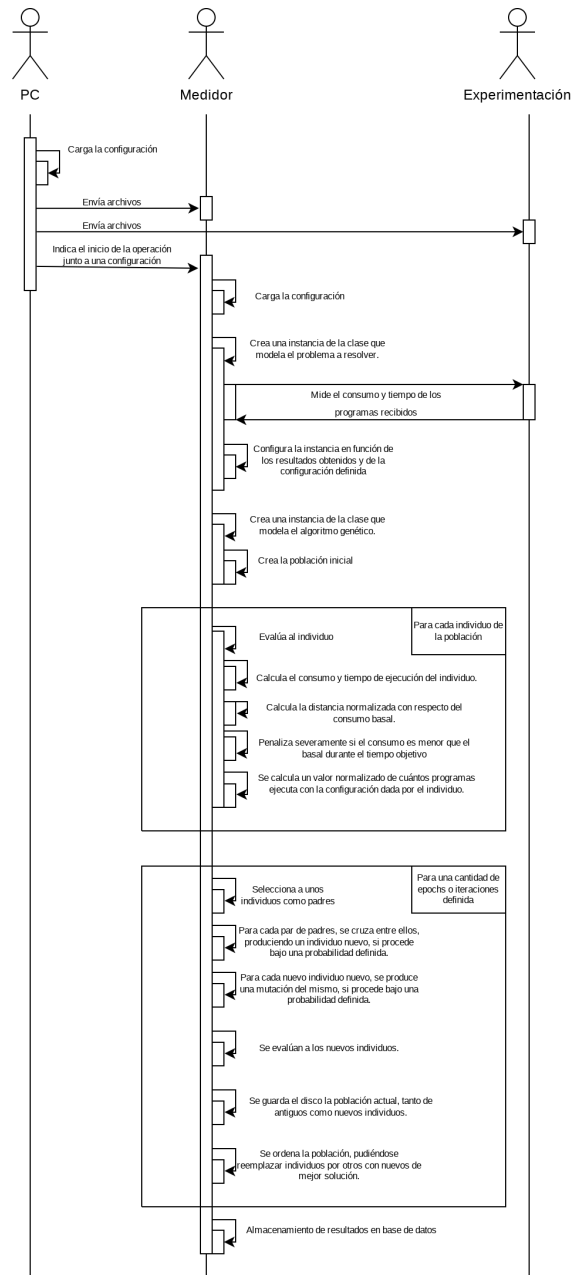 PC
Medidor
Experimentación
Carga la configuración
Envía archivos
Envía archivos
Indica el inicio de la operación
junto a una configuración
Carga la configuración
Crea una instancia de la clase que
modela el problema a resolver.
Mide el consumo y tiempo de los
programas recibidos
Configura la instancia en función de
los resultados obtenidos y de la
configuración definida
Crea una instancia de la clase que
modela el algoritmo genético.
Crea la población inicial
Para cada individuo de
la población
Evalúa al individuo
Calcula el consumo y tiempo de ejecución del individuo.
Calcula la distancia normalizada con respecto del
consumo basal.
Penaliza severamente si el consumo es menor que el
basal durante el tiempo objetivo
Se calcula un valor normalizado de cuántos programas
ejecuta con la configuración dada por el individuo.
Para una cantidad de
epochs o iteraciones
definida
Selecciona a unos
individuos como padres
Para cada par de padres, se cruza entre ellos,
produciendo un individuo nuevo, si procede
bajo una probabilidad definida.
Para cada nuevo individuo nuevo, se produce
una mutación del mismo, si procede bajo una
probabilidad definida.
Se evalúan a los nuevos individuos.
Se guarda el disco la población actual, tanto de
antiguos como nuevos individuos.
Se ordena la población, pudiéndose
reemplazar individuos por otros con nuevos de
mejor solución.
Almacenamiento de resultados en base de datos